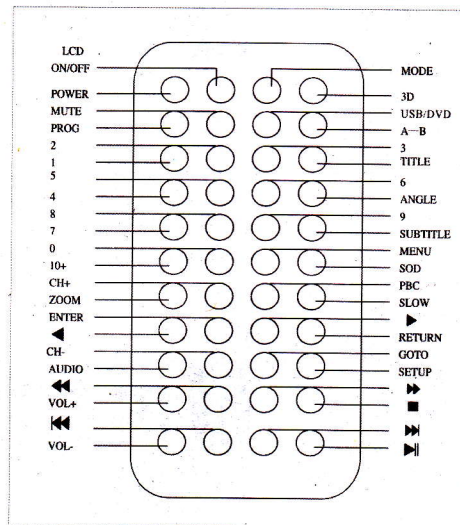 LCD
ON/OFF
MODE
POWER
3D
MUTE
USB/DVD
PROG
A—B
2
3
1
TITLE
5
6
4
ANGLE
8
9
7
SUBTITLE
0
MENU
10+
SOD
CH+
PBC
ZOOM
SLOW
ENTER
RETURN
CH-
GOTO
AUDIO
SETUP
VOL+
VOL-